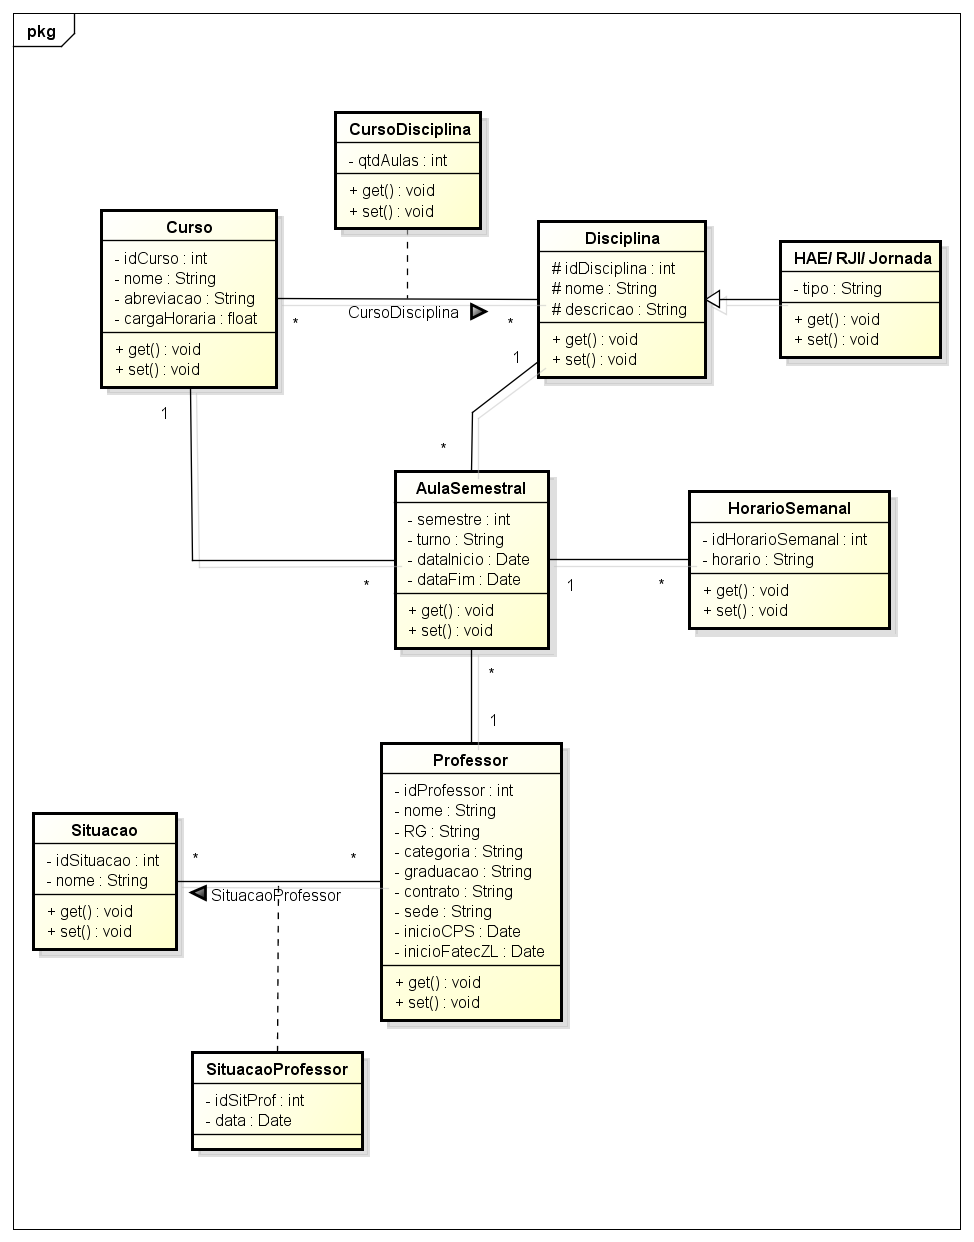 pkg
CursoDisciplina
- qtdAulas : int
+ get() : void
+ set() : void
Curso
- idCurso : int
- nome : String
- abreviacao : String
- cargaHoraria : float
+ get() : void
+ set() : void
Disciplina
# idDisciplina : int
# nome : String
# descricao : String
+ get() : void
+ set() : void
HAE/ RJI/ Jornada
- tipo : String
+ get() : void
+ set() : void
* CursoDisciplina *
1
1
*
AulaSemestral
- semestre : int
- turno : String
- dataInicio : Date
- dataFim : Date
+ get() : void
+ set() : void
HorarioSemanal
- idHorarioSemanal : int
- horario : String
+ get() : void
+ set() : void
*
1 *
*
1
Professor
- idProfessor : int
- nome : String
- RG : String
- categoria : String
- graduacao : String
- contrato : String
- sede : String
- inicioCPS : Date
- inicioFatecZL : Date
+ get() : void
+ set() : void
Situacao
- idSituacao : int
- nome : String
+ get() : void
+ set() : void
* *
SituacaoProfessor
SituacaoProfessor
- idSitProf : int
- data : Date